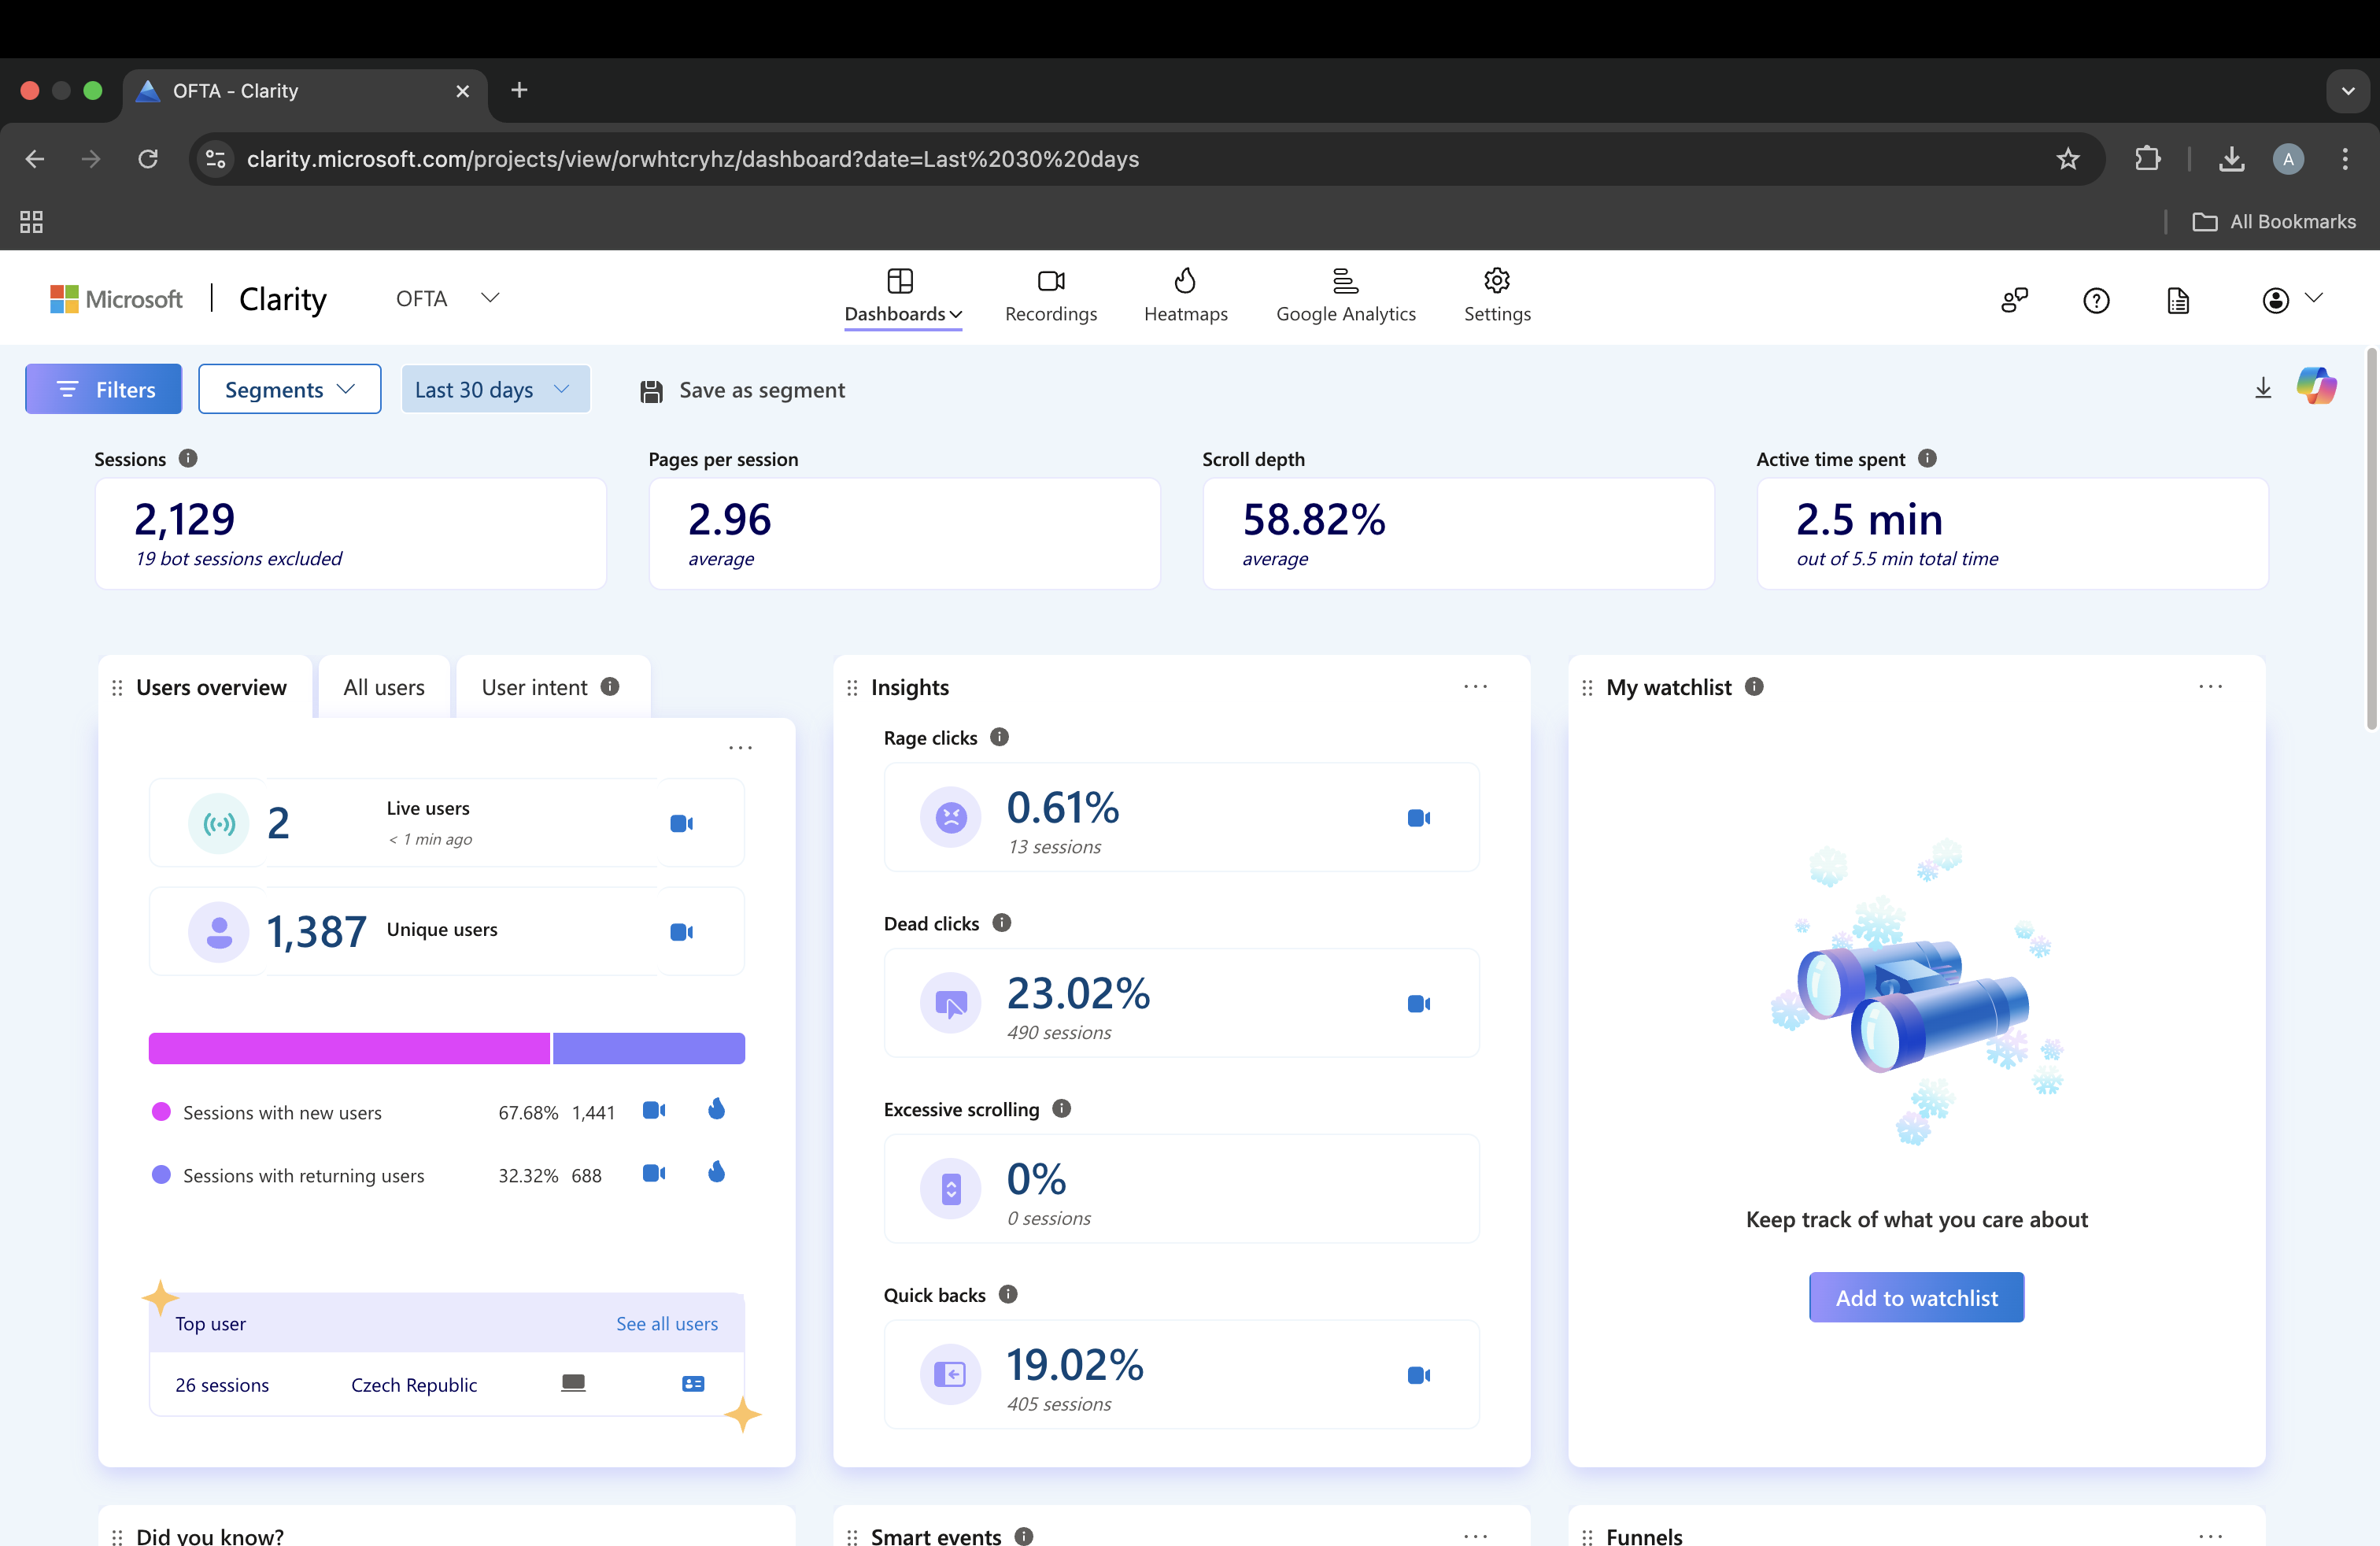 OFTA - Clarity
clarity.microsoft.com/projects/view/orwhtcryhz/dashboard?date=Last%2030%20days
A
All Bookmarks
Microsoft | Clarity
OFTA
Dashboards
Recordings
Heatmaps
Google Analytics
Settings
Filters
Segments
Last 30 days
Save as segment
Sessions
2,129
19 bot sessions excluded
Pages per session
2.96
average
Scroll depth
58.82%
average
Active time spent
2.5 min
out of 5.5 min total time
Users overview
All users
User intent
2
Live users
< 1 min ago
1,387
Unique users
Sessions with new users 67.68% 1,441
Sessions with returning users 32.32% 688
Top user See all users
26 sessions Czech Republic
Insights
Rage clicks
0.61%
13 sessions
Dead clicks
23.02%
490 sessions
Excessive scrolling
0%
0 sessions
Quick backs
19.02%
405 sessions
My watchlist
Keep track of what you care about
Add to watchlist
Did you know?
Smart events
Funnels